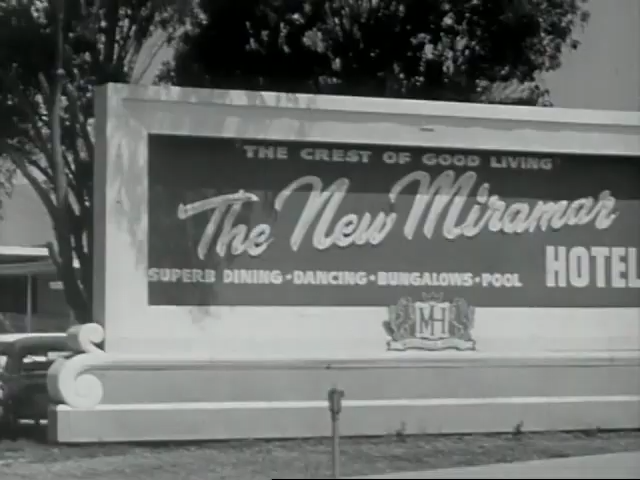 "THE CREST OF GOOD LIVING"
The New Miramar
HOTEL
SUPERB DINING • DANCING • BUNGALOWS • POOL
MH